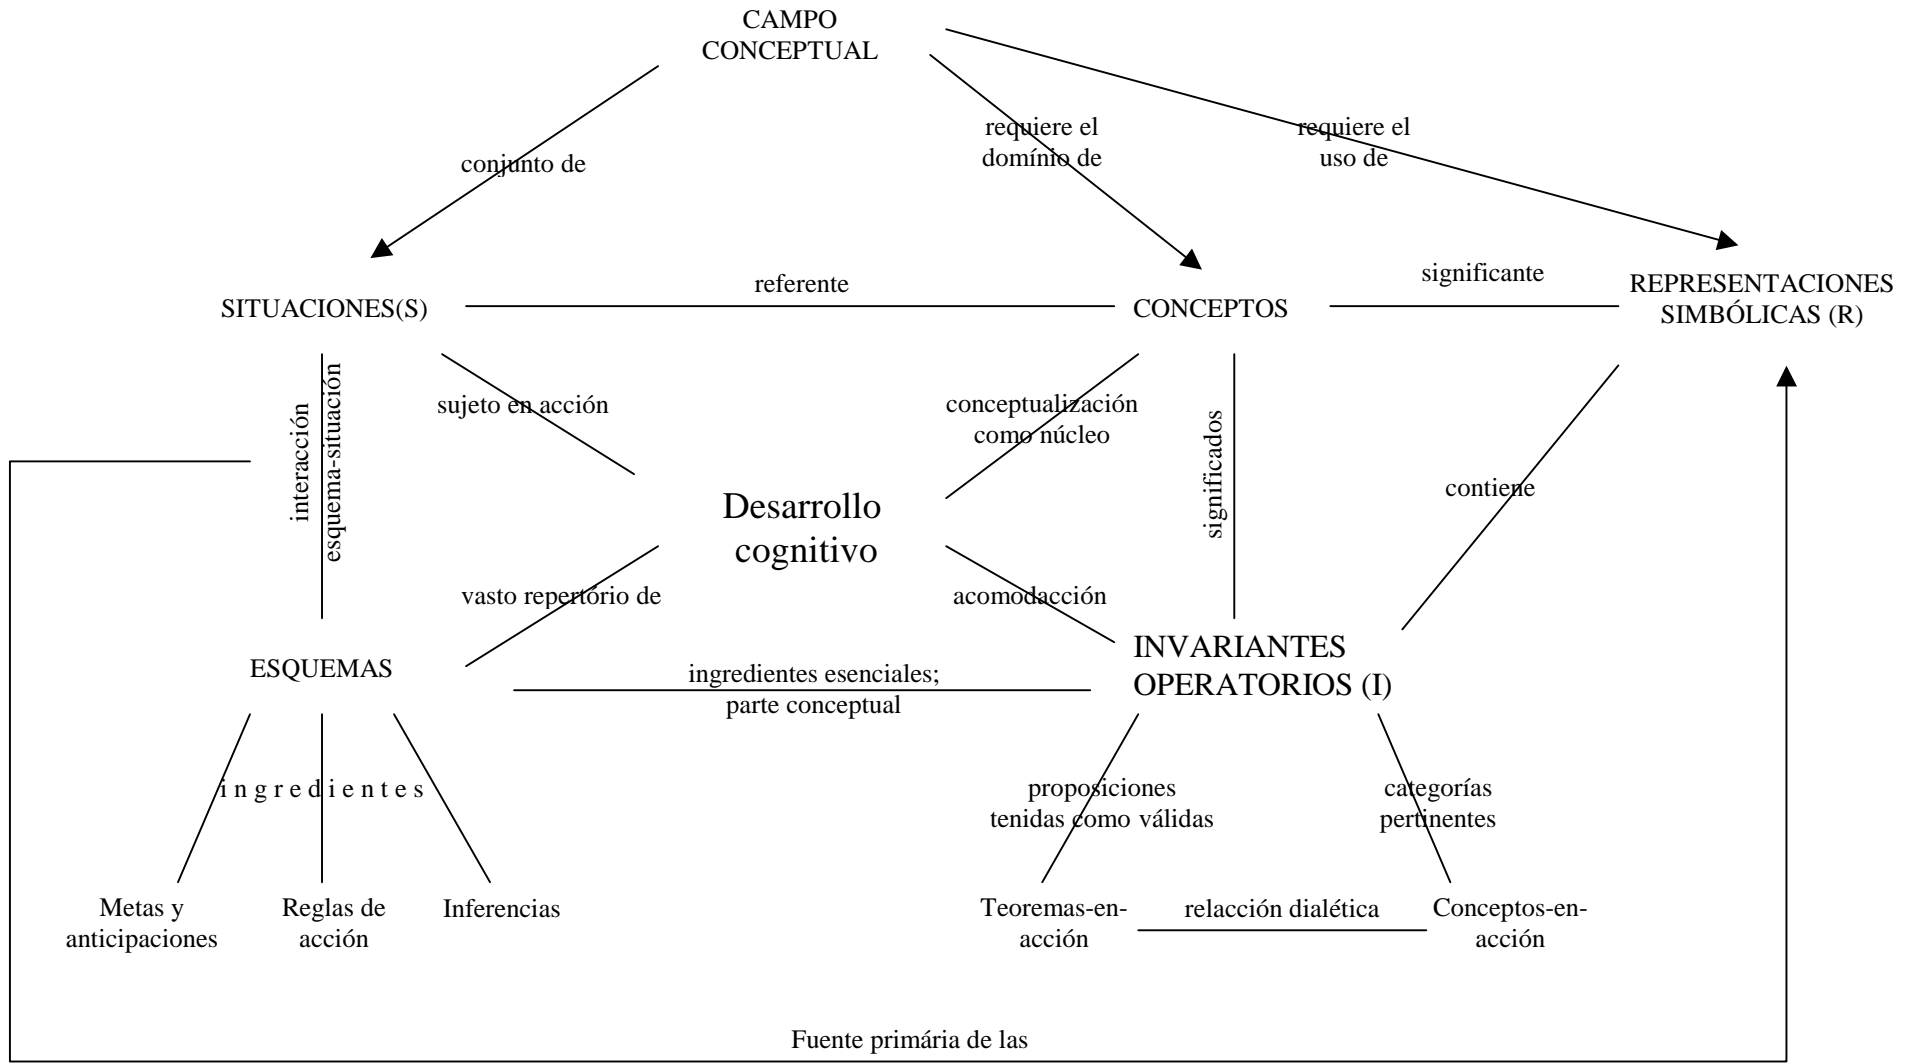 CAMPO
CONCEPTUAL
conjunto de
requiere el
domínio de
requiere el
uso de
SITUACIONES(S)
referente
CONCEPTOS
significante
REPRESENTACIONES
SIMBÓLICAS (R)
interacción
esquema-situación
sujeto en acción
conceptualización
como núcleo
significados
contiene
Desarrollo
cognitivo
vasto repertório de
acomodacción
ESQUEMAS
ingredientes esenciales;
parte conceptual
INVARIANTES
OPERATORIOS (I)
ingredientes
proposiciones
tenidas como válidas
categorías
pertinentes
Metas y
anticipaciones
Reglas de
acción
Inferencias
Teoremas-en-
acción
relacción dialética
Conceptos-en-
acción
Fuente primária de las